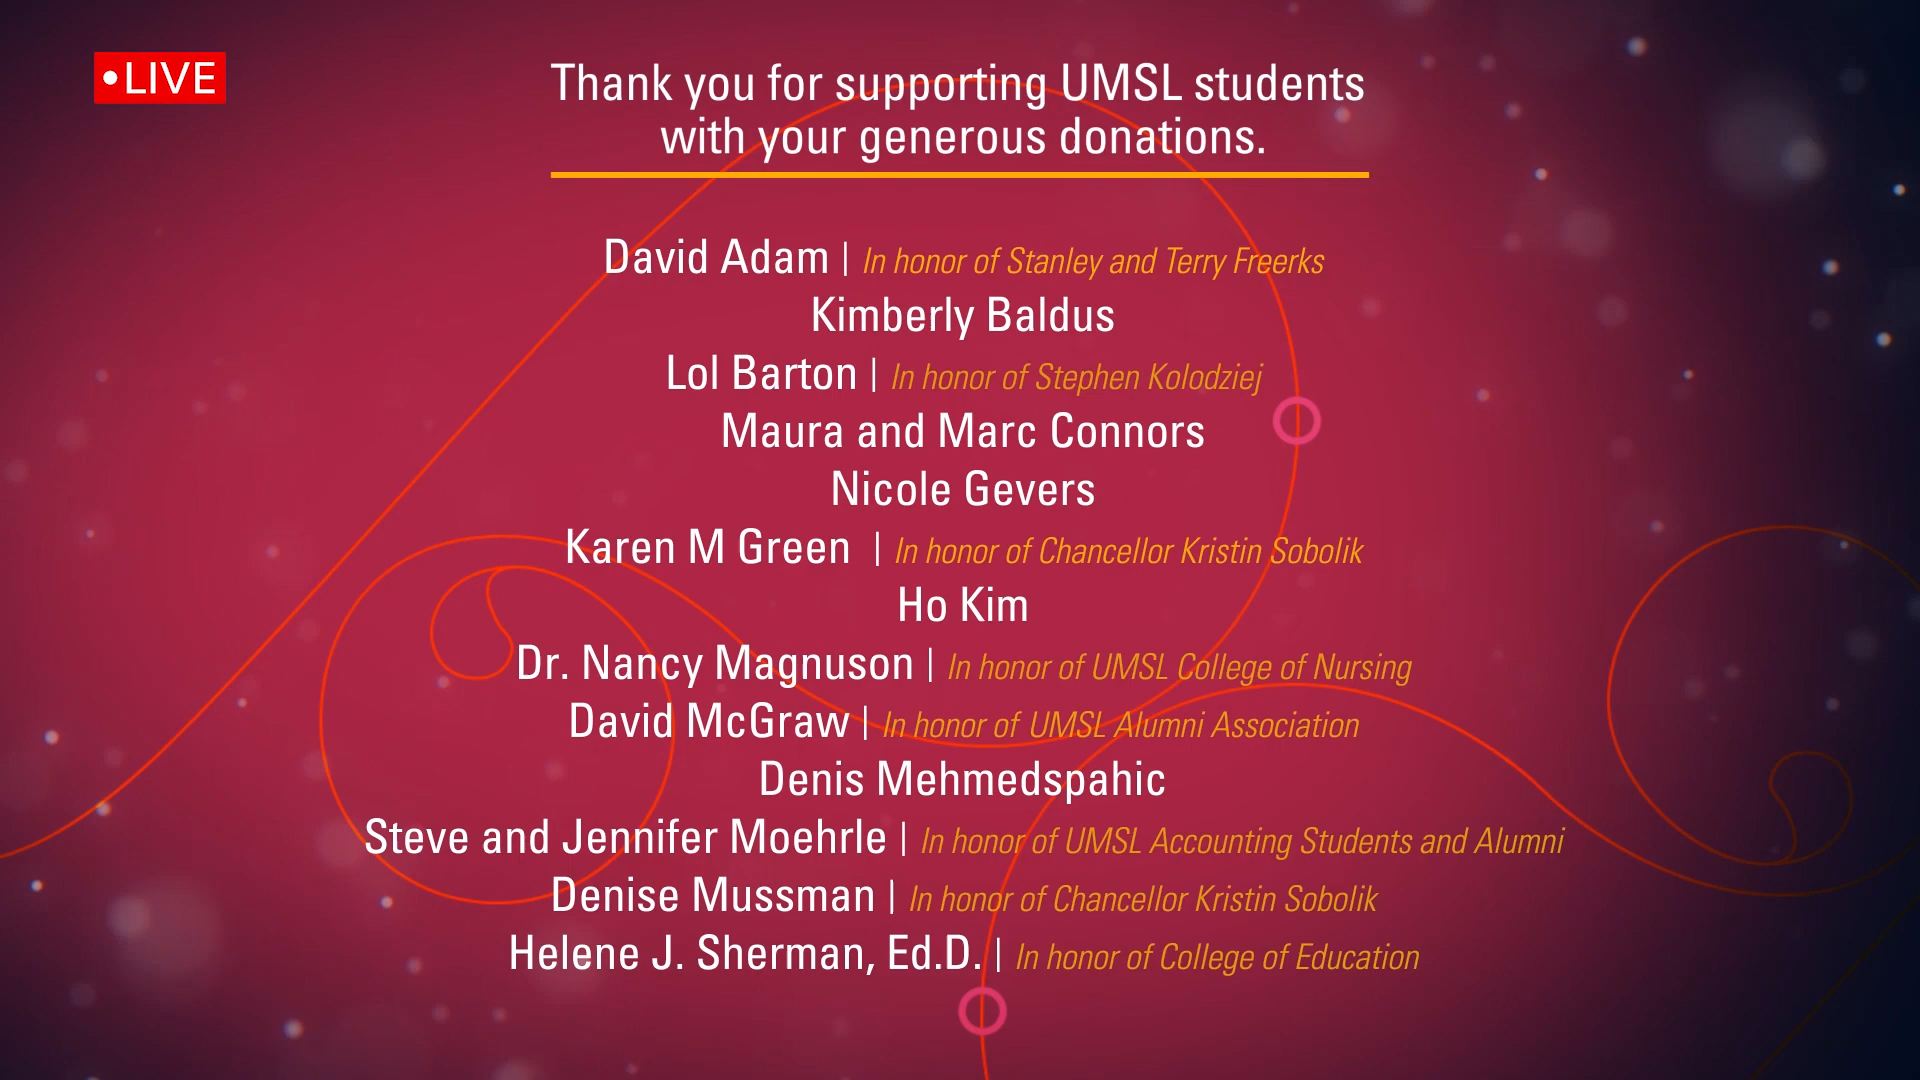 •LIVE
Thank you for supporting UMSL students
with your generous donations.
David Adam | In honor of Stanley and Terry Freerks
Kimberly Baldus
Lol Barton | In honor of Stephen Kolodziej
Maura and Marc Connors
Nicole Gevers
Karen M Green | In honor of Chancellor Kristin Sobolik
Ho Kim
Dr. Nancy Magnuson | In honor of UMSL College of Nursing
David McGraw | In honor of UMSL Alumni Association
Denis Mehmedspahic
Steve and Jennifer Moehrle | In honor of UMSL Accounting Students and Alumni
Denise Mussman | In honor of Chancellor Kristin Sobolik
Helene J. Sherman, Ed.D. | In honor of College of Education